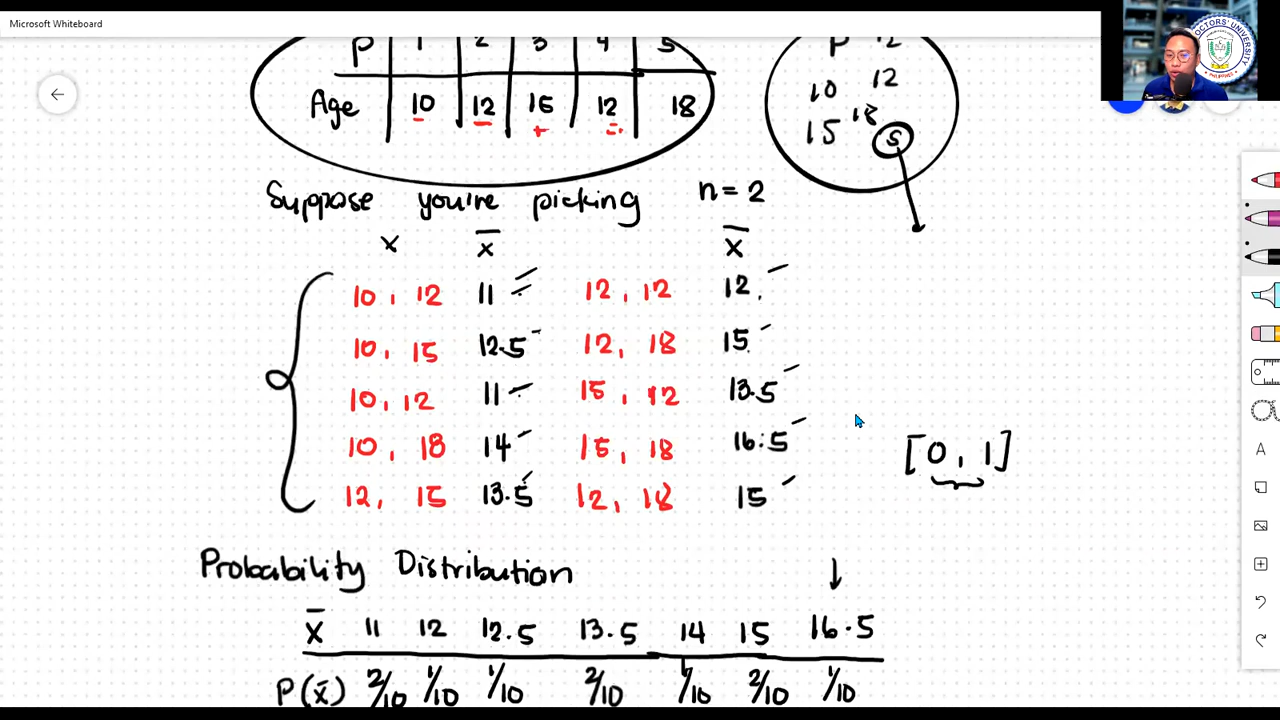 Microsoft Whiteboard
P 1 2 3 4 5
Age 10 12 15 12 18
P 12
10 12
15 18 5
DOCTORS' UNIVERSITY
PHILIPPINES
Suppose you're picking n = 2
x x̅ x̅
10, 12 11 12, 12 12
10, 15 12.5 12, 18 15
10, 12 11 15, 12 13.5
10, 18 14 15, 18 16.5
12, 15 13.5 12, 18 15
[0, 1]
Probability Distribution
x̅ 11 12 12.5 13.5 14 15 16.5
P(x̅) 2/10 1/10 1/10 2/10 1/10 2/10 1/10
A